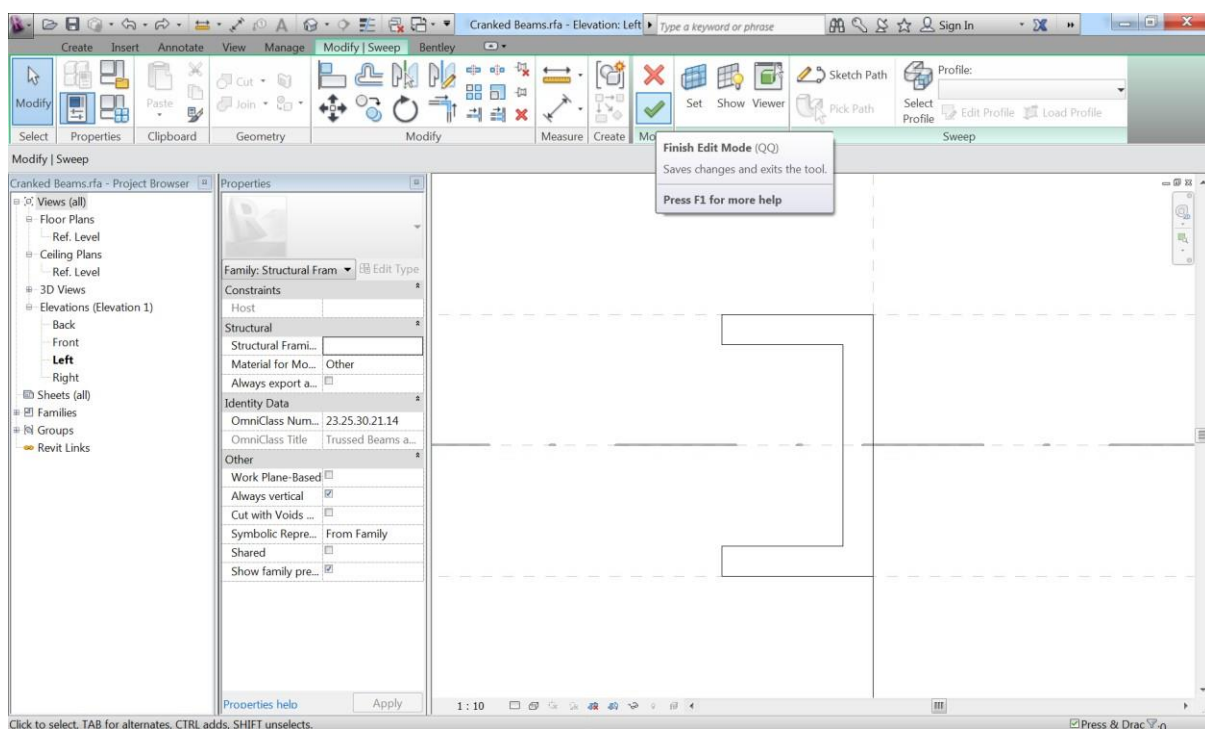 Cranked Beams.rfa - Elevation: Left
Type a keyword or phrase
Sign In
Create Insert Annotate View Manage Modify | Sweep Bentley
Modify
Paste
Cut
Join
Set Show Viewer
Sketch Path
Pick Path
Select Profile
Profile:
Edit Profile Load Profile
Select Properties Clipboard Geometry Modify Measure Create Mo Sweep
Modify | Sweep
Finish Edit Mode (QQ)
Saves changes and exits the tool.
Press F1 for more help
Cranked Beams.rfa - Project Browser
Views (all)
Floor Plans
Ref. Level
Ceiling Plans
Ref. Level
3D Views
Elevations (Elevation 1)
Back
Front
Left
Right
Sheets (all)
Families
Groups
Revit Links
Properties
Family: Structural Fram Edit Type
Constraints
Host
Structural
Structural Frami...
Material for Mo... Other
Always export a...
Identity Data
OmniClass Num... 23.25.30.21.14
OmniClass Title Trussed Beams a...
Other
Work Plane-Based
Always vertical
Cut with Voids ...
Symbolic Repre... From Family
Shared
Show family pre...
Properties help Apply
1 : 10
Click to select, TAB for alternates, CTRL adds, SHIFT unselects.
Press & Drac
:0